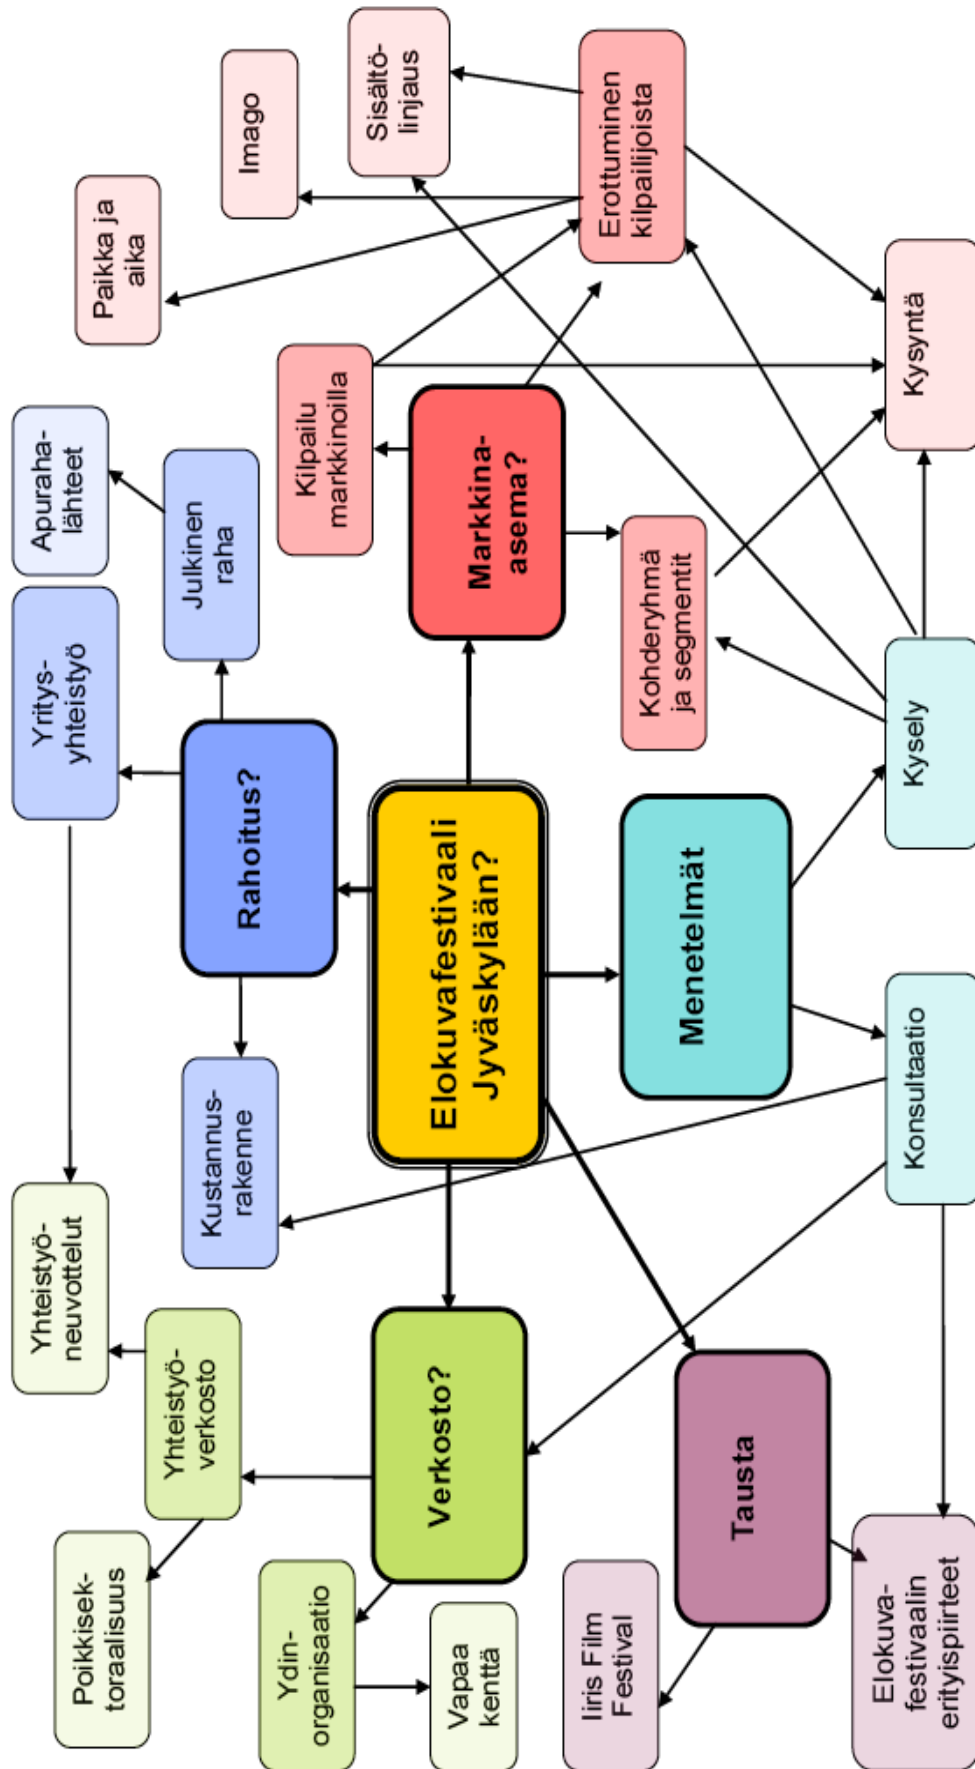 Poikkisek-
toraalisuus
Yhteistyö-
neuvottelut
Yritys-
yhteistyö
Apuraha-
lähteet
Paikka ja
aika
Imago
Sisältö-
linjaus
Yhteistyö-
verkosto
Kustannus-
rakenne
Rahoitus?
Julkinen
raha
Kilpailu
markkinoilla
Ydin-
organisaatio
Vapaa
kenttä
Verkosto?
Elokuvafestivaali
Jyväskylään?
Markkina-
asema?
Erottuminen
kilpailijoista
Iiris Film
Festival
Tausta
Menetelmät
Kohderyhmä
ja segmentit
Elokuva-
festivaalin
erityispiirteet
Konsultaatio
Kysely
Kysyntä